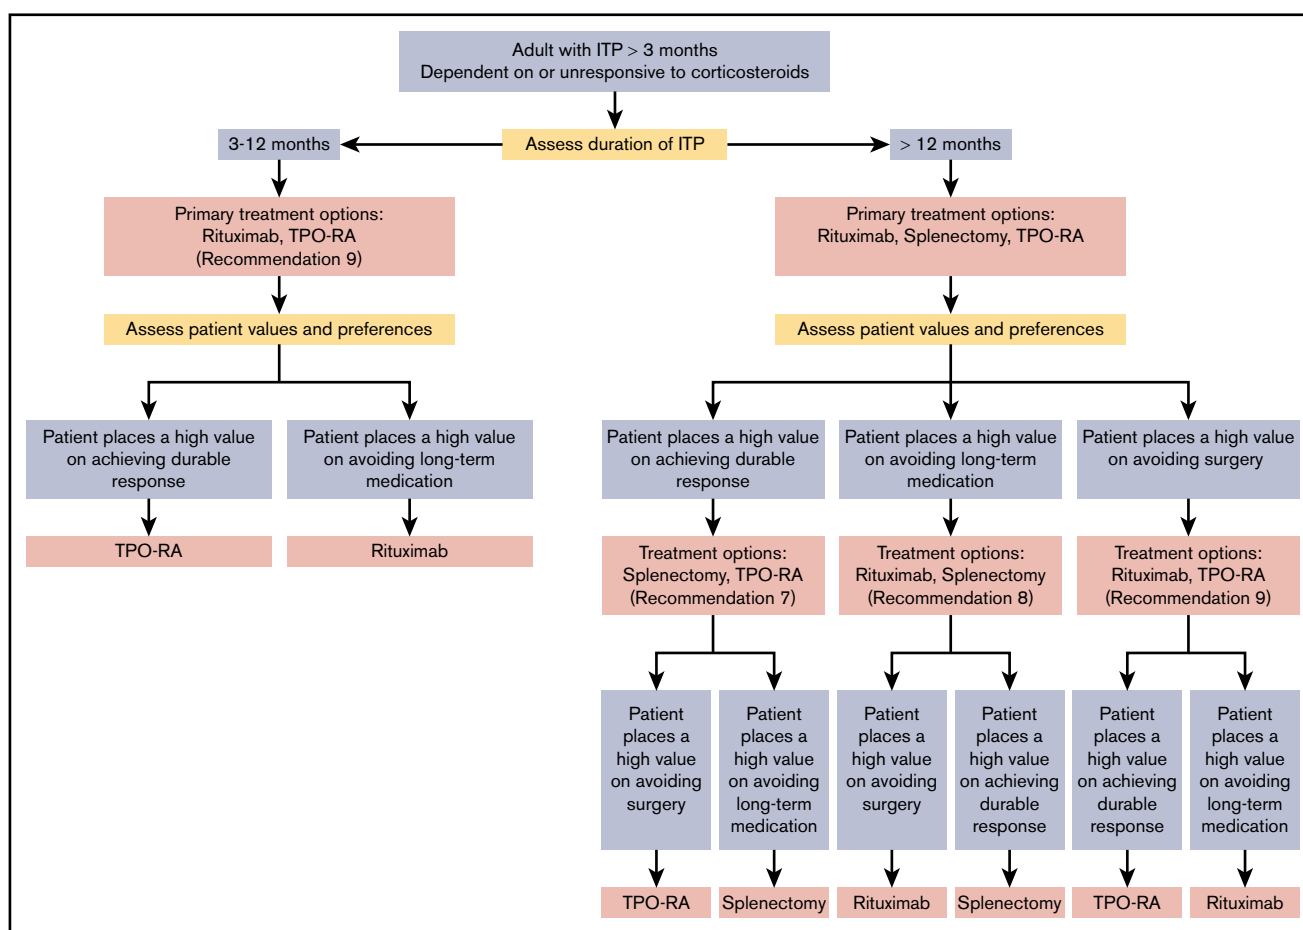 Adult with ITP > 3 months
Dependent on or unresponsive to corticosteroids
3-12 months
Assess duration of ITP
> 12 months
Primary treatment options:
Rituximab, TPO-RA
(Recommendation 9)
Primary treatment options:
Rituximab, Splenectomy, TPO-RA
Assess patient values and preferences
Assess patient values and preferences
Patient places a high value
on achieving durable
response
Patient places a high value
on avoiding long-term
medication
Patient places a high value
on achieving durable
response
Patient places a high value
on avoiding long-term
medication
Patient places a high value
on avoiding surgery
TPO-RA
Rituximab
Treatment options:
Splenectomy, TPO-RA
(Recommendation 7)
Treatment options:
Rituximab, Splenectomy
(Recommendation 8)
Treatment options:
Rituximab, TPO-RA
(Recommendation 9)
Patient
places a
high value
on avoiding
surgery
Patient
places a
high value
on avoiding
long-term
medication
Patient
places a
high value
on avoiding
surgery
Patient
places a
high value
on achieving
durable
response
Patient
places a
high value
on achieving
durable
response
Patient
places a
high value
on avoiding
long-term
medication
TPO-RA
Splenectomy
Rituximab
Splenectomy
TPO-RA
Rituximab